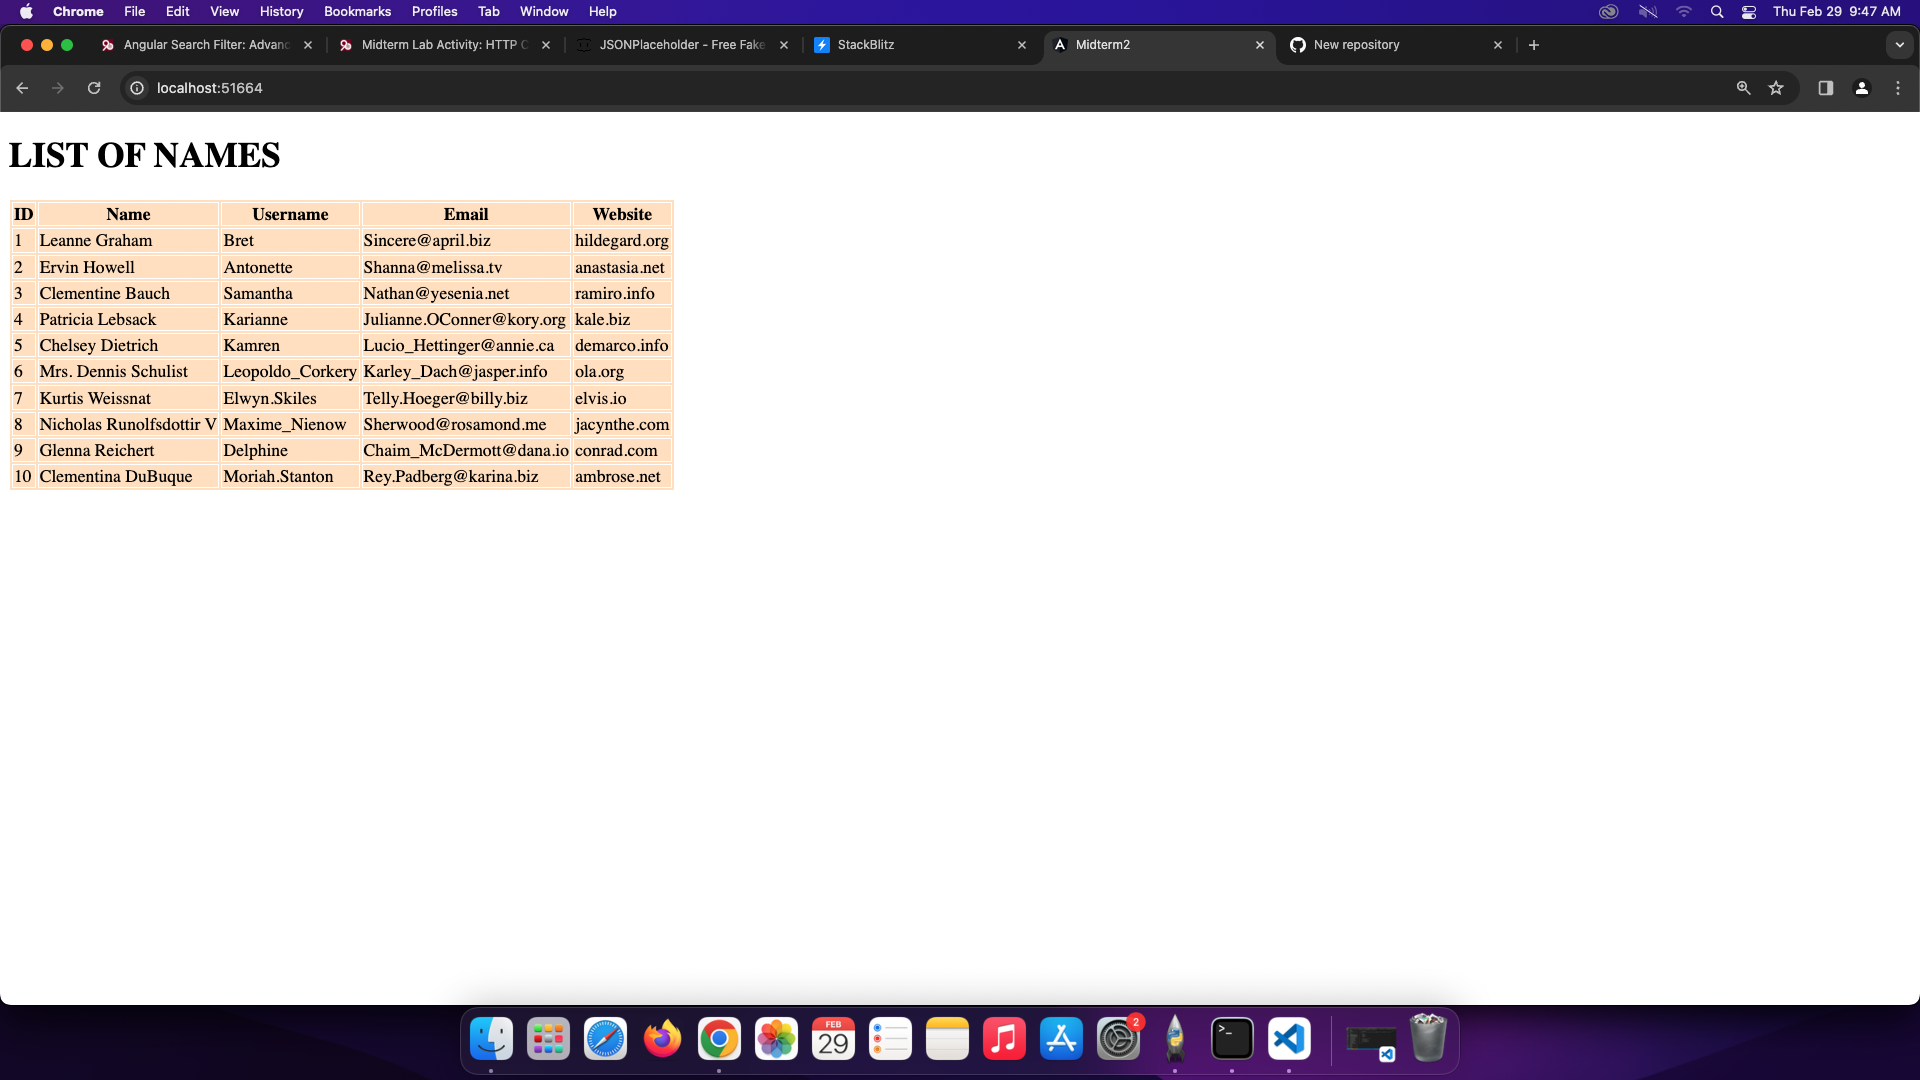 Chrome File Edit View History Bookmarks Profiles Tab Window Help Thu Feb 29 9:47 AM
Angular Search Filter: Advanc Midterm Lab Activity: HTTP C JSONPlaceholder - Free Fake StackBlitz Midterm2 New repository
localhost:51664
LIST OF NAMES
ID Name Username Email Website
1 Leanne Graham Bret Sincere@april.biz hildegard.org
2 Ervin Howell Antonette Shanna@melissa.tv anastasia.net
3 Clementine Bauch Samantha Nathan@yesenia.net ramiro.info
4 Patricia Lebsack Karianne Julianne.OConner@kory.org kale.biz
5 Chelsey Dietrich Kamren Lucio_Hettinger@annie.ca demarco.info
6 Mrs. Dennis Schulist Leopoldo_Corkery Karley_Dach@jasper.info ola.org
7 Kurtis Weissnat Elwyn.Skiles Telly.Hoeger@billy.biz elvis.io
8 Nicholas Runolfsdottir V Maxime_Nienow Sherwood@rosamond.me jacynthe.com
9 Glenna Reichert Delphine Chaim_McDermott@dana.io conrad.com
10 Clementina DuBuque Moriah.Stanton Rey.Padberg@karina.biz ambrose.net
FEB
29
2
>_